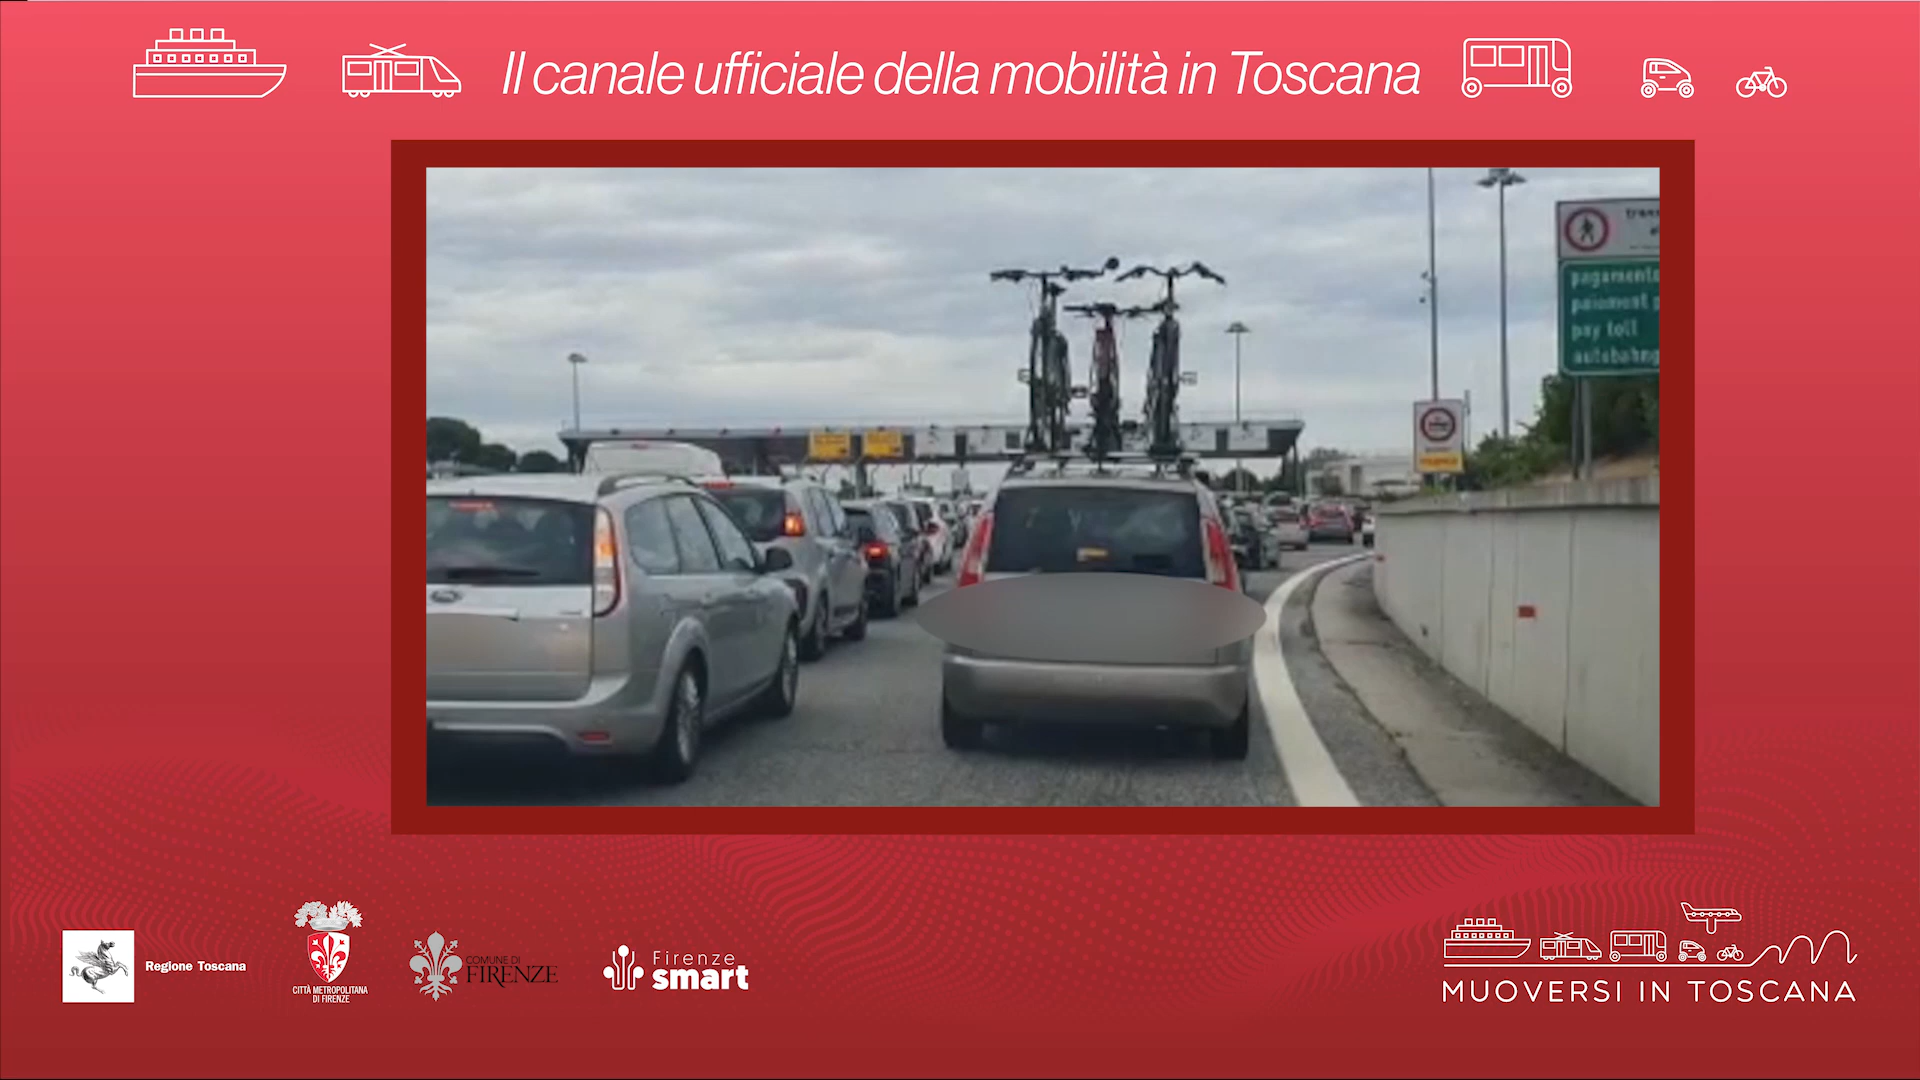 Il canale ufficiale della mobilità in Toscana
pagamento
paiement
pay toll
autobahng
Regione Toscana
CITTÀ METROPOLITANA
DI FIRENZE
COMUNE DI
FIRENZE
Firenze
smart
MUOVERSI IN TOSCANA